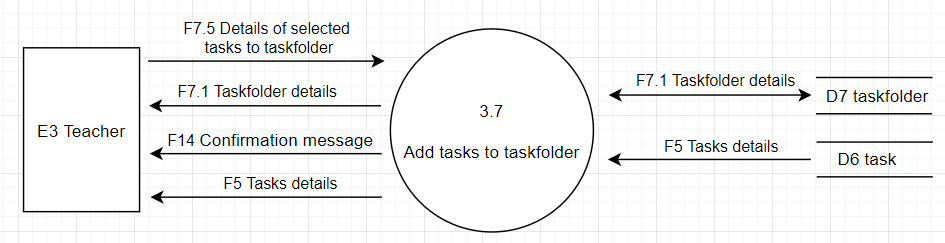 F7.5 Details of selected
tasks to taskfolder
F7.1 Taskfolder details
F14 Confirmation message
F5 Tasks details
E3 Teacher
3.7
Add tasks to taskfolder
F7.1 Taskfolder details
D7 taskfolder
F5 Tasks details
D6 task